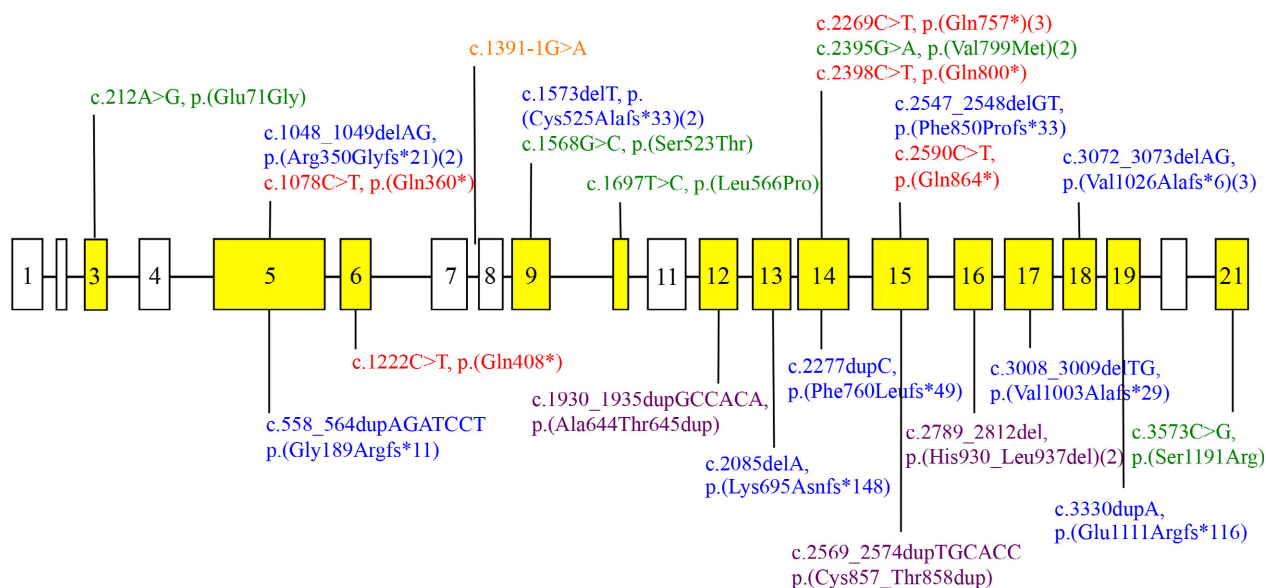 c.2269C>T, p.(Gln757*)(3)
c.1391-1G>A
c.2395G>A, p.(Val799Met)(2)
c.2398C>T, p.(Gln800*)
c.212A>G, p.(Glu71Gly)
c.1573delT, p.
(Cys525Alafs*33)(2)
c.1568G>C, p.(Ser523Thr)
c.2547_2548delGT,
p.(Phe850Profs*33)
c.1048_1049delAG,
p.(Arg350Glyfs*21)(2)
c.1078C>T, p.(Gln360*)
c.2590C>T,
p.(Gln864*)
c.3072_3073delAG,
p.(Val1026Alafs*6)(3)
c.1697T>C, p.(Leu566Pro)
1 3 4 5 6 7 8 9 11 12 13 14 15 16 17 18 19 21
c.1222C>T, p.(Gln408*)
c.2277dupC,
p.(Phe760Leufs*49)
c.3008_3009delTG,
p.(Val1003Alafs*29)
c.1930_1935dupGCCACA,
p.(Ala644Thr645dup)
c.558_564dupAGATCCT
p.(Gly189Argfs*11)
c.2789_2812del,
p.(His930_Leu937del)(2)
c.3573C>G,
p.(Ser1191Arg)
c.2085delA,
p.(Lys695Asnfs*148)
c.3330dupA,
p.(Glu1111Argfs*116)
c.2569_2574dupTGCACC
p.(Cys857_Thr858dup)